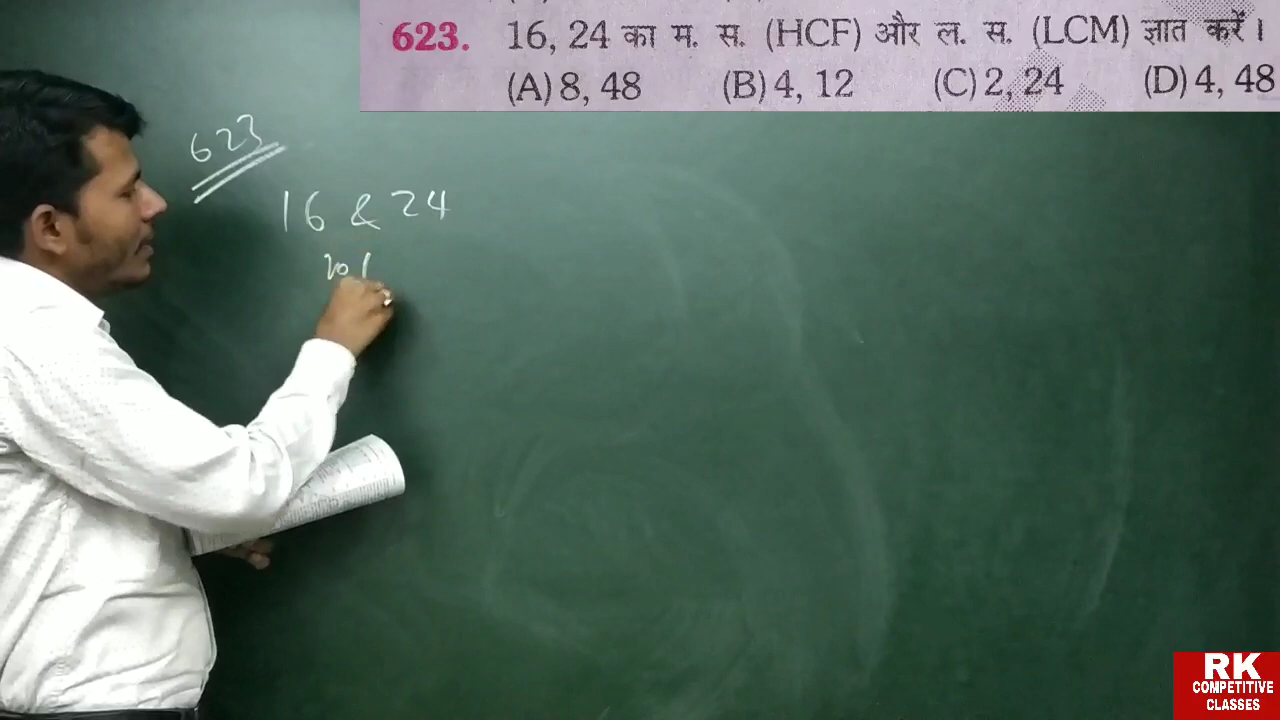 623. 16, 24 का म. स. (HCF) और ल. स. (LCM) ज्ञात करें ।
(A) 8, 48 (B) 4, 12 (C) 2, 24 (D) 4, 48
623
16 & 24
RK
COMPETITIVE
CLASSES